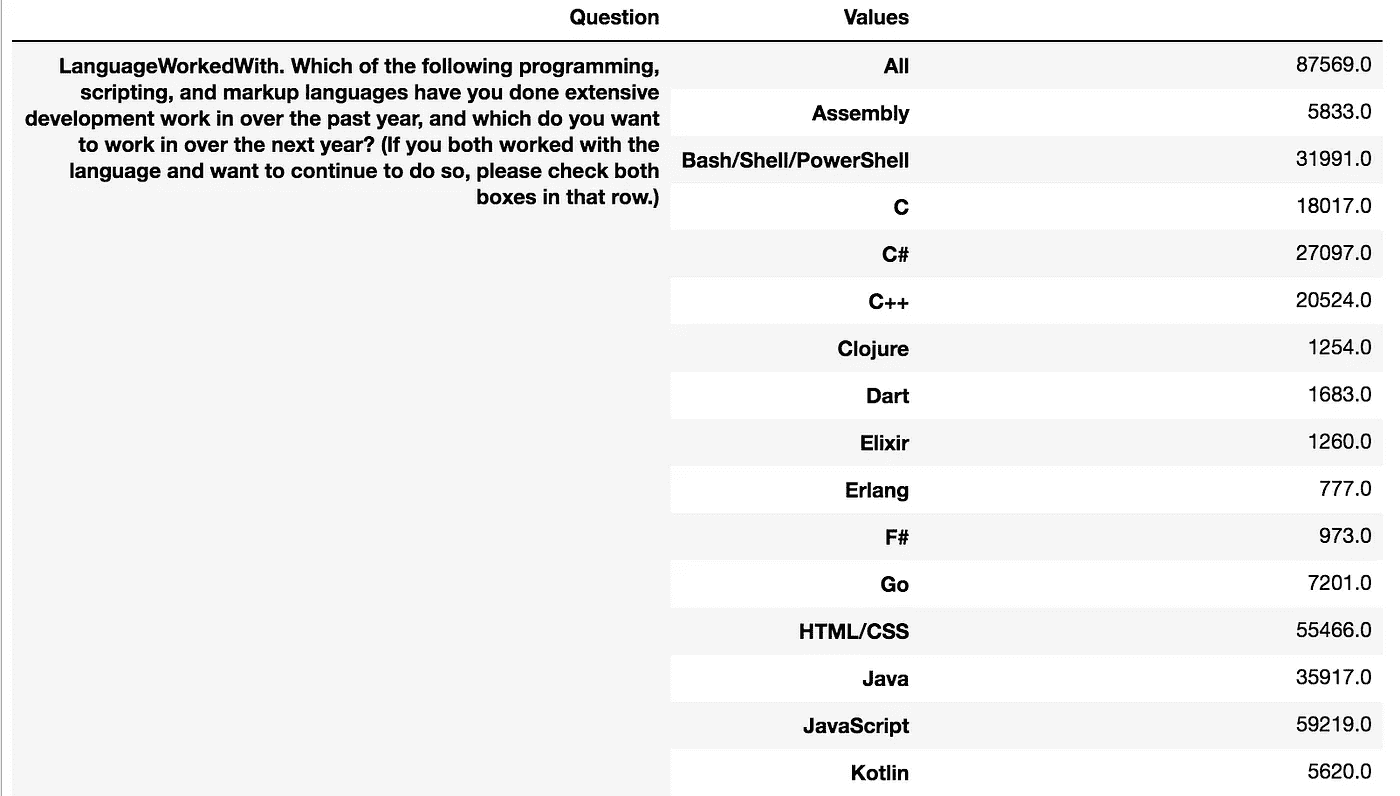 Question Values
LanguageWorkedWith. Which of the following programming,
scripting, and markup languages have you done extensive
development work in over the past year, and which do you want
to work in over the next year? (If you both worked with the
language and want to continue to do so, please check both
boxes in that row.)
All 87569.0
Assembly 5833.0
Bash/Shell/PowerShell 31991.0
C 18017.0
C# 27097.0
C++ 20524.0
Clojure 1254.0
Dart 1683.0
Elixir 1260.0
Erlang 777.0
F# 973.0
Go 7201.0
HTML/CSS 55466.0
Java 35917.0
JavaScript 59219.0
Kotlin 5620.0